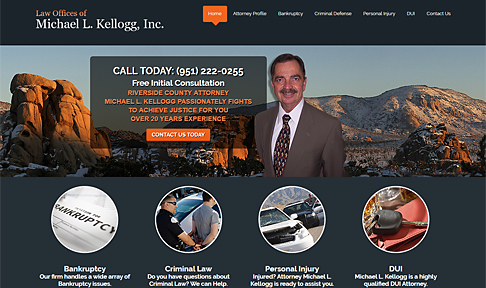 Law Offices of
Michael L. Kellogg, Inc.
Home Attorney Profile Bankruptcy Criminal Defense Personal Injury DUI Contact Us
CALL TODAY: (951) 222-0255
Free Initial Consultation
RIVERSIDE COUNTY ATTORNEY
MICHAEL L. KELLOGG PASSIONATELY FIGHTS
TO ACHIEVE JUSTICE FOR YOU
OVER 20 YEARS EXPERIENCE
CONTACT US TODAY
BANKRUPTCY
Bankruptcy
Our firm handles a wide array of
Bankruptcy issues.
Criminal Law
Do you have questions about
Criminal Law? We can Help.
Personal Injury
Injured? Attorney Michael L.
Kellogg is ready to assist you.
DUI
Michael L. Kellogg is a highly
qualified DUI Attorney.